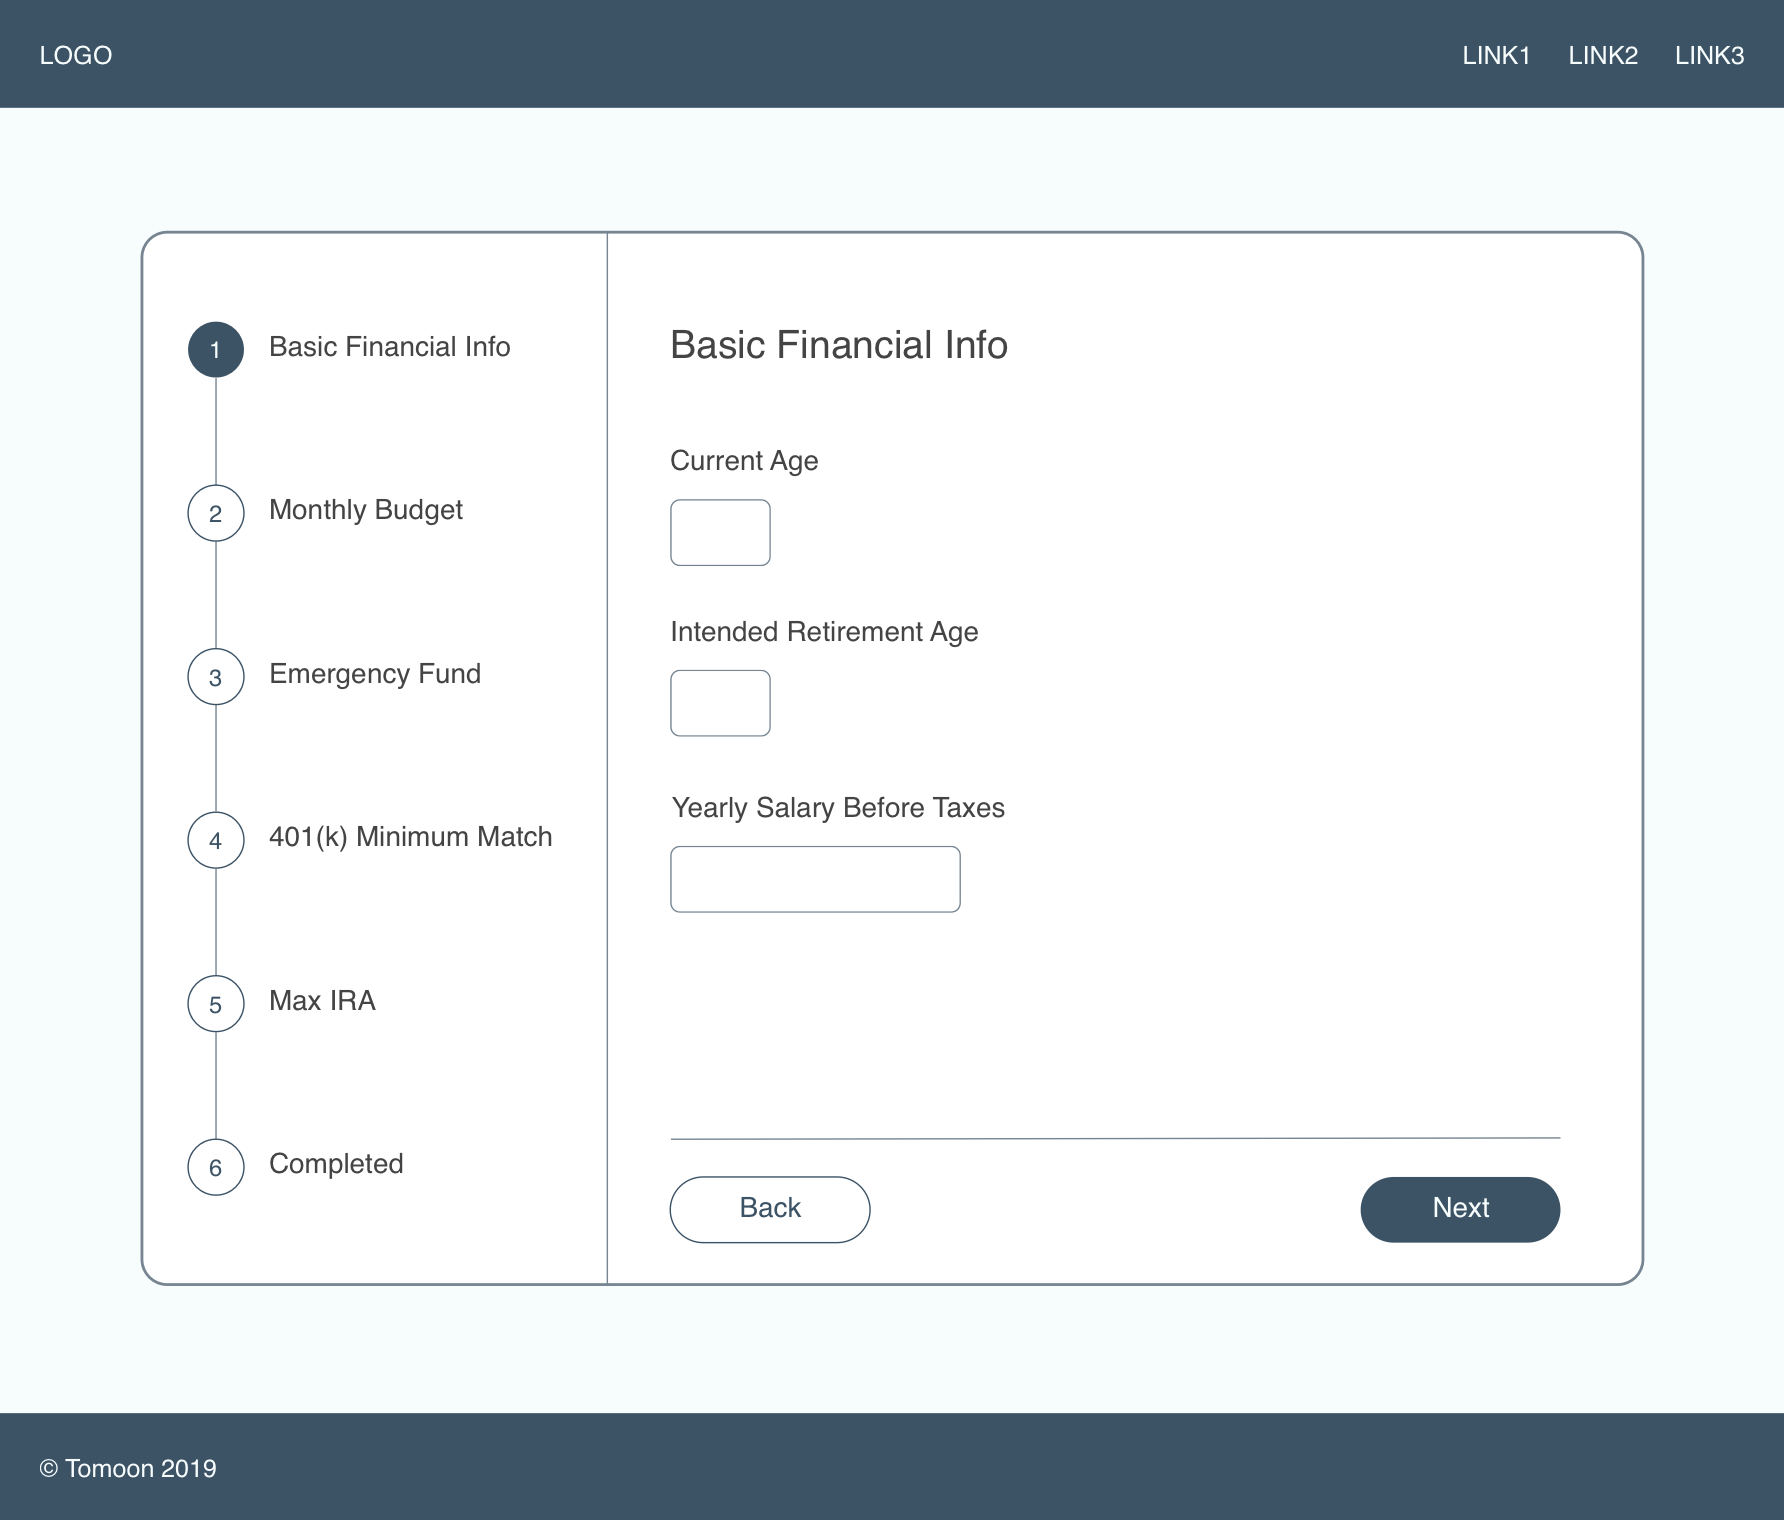 LOGO
LINK1 LINK2 LINK3
1 Basic Financial Info
2 Monthly Budget
3 Emergency Fund
4 401(k) Minimum Match
5 Max IRA
6 Completed
Basic Financial Info
Current Age
Intended Retirement Age
Yearly Salary Before Taxes
Back
Next
© Tomoon 2019